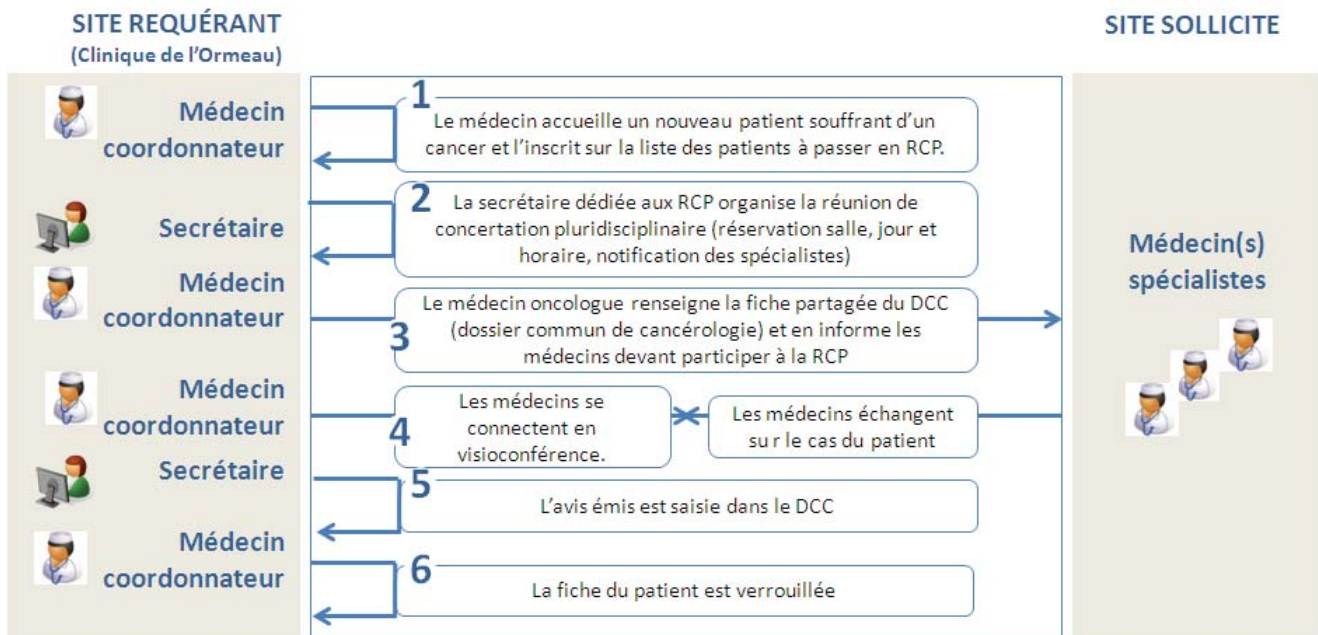 SITE REQUÉRANT
(Clinique de l'Ormeau)
SITE SOLLICITE
Médecin
coordonnateur
1
Le médecin accueille un nouveau patient souffrant d'un
cancer et l'inscrit sur la liste des patients à passer en RCP.
Secrétaire
2
La secrétaire dédiée aux RCP organise la réunion de
concertation pluridisciplinaire (réservation salle, jour et
horaire, notification des spécialistes)
Médecin
coordonnateur
3
Le médecin oncologue renseigne la fiche partagée du DCC
(dossier commun de cancérologie) et en informe les
médecins devant participer à la RCP
Médecin
coordonnateur
4
Les médecins se
connectent en
visioconférence.
Les médecins échangent
sur le cas du patient
Secrétaire
5
L'avis émis est saisie dans le DCC
Médecin
coordonnateur
6
La fiche du patient est verrouillée
Médecin(s)
spécialistes